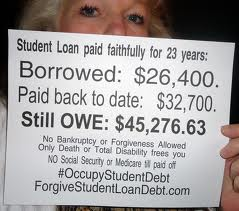 Student Loan paid faithfully for 23 years:
Borrowed: $26,400.
Paid back to date: $32,700.
Still OWE: $45,276.63
No Bankruptcy or Forgiveness Allowed
Only Death or Total Disability frees you
NO Social Security or Medicare till paid off
#OccupyStudentDebt
ForgiveStudentLoanDebt.com